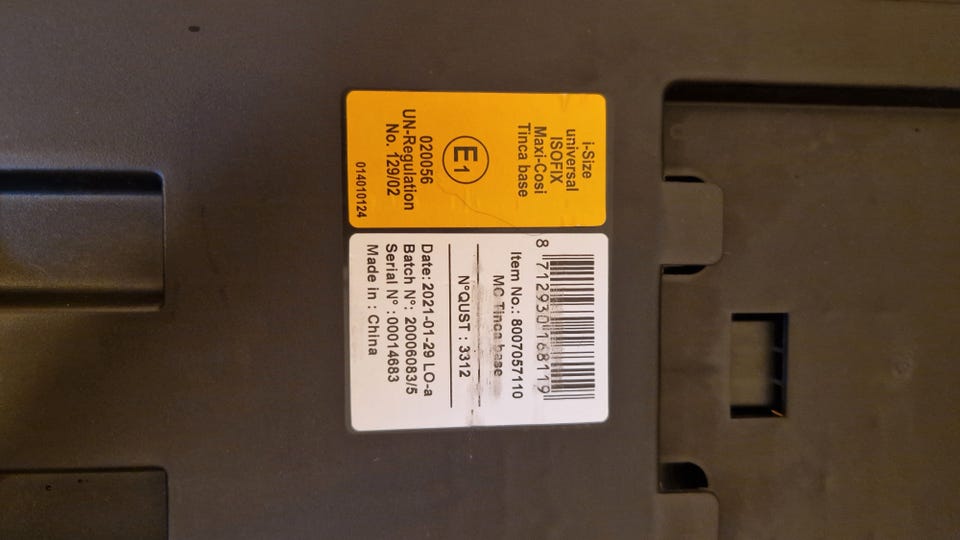 i-Size
universal
ISOFIX
Maxi-Cosi
Tinca base
E1
020056
UN-Regulation
No. 129/02
014010124
8 712930 168119
Item No.: 8007057110
MC Tinca base
N°QUST : 3312
Date: 2021-01-29 LO-a
Batch N°: 20006083/5
Serial N° :00014683
Made in : China